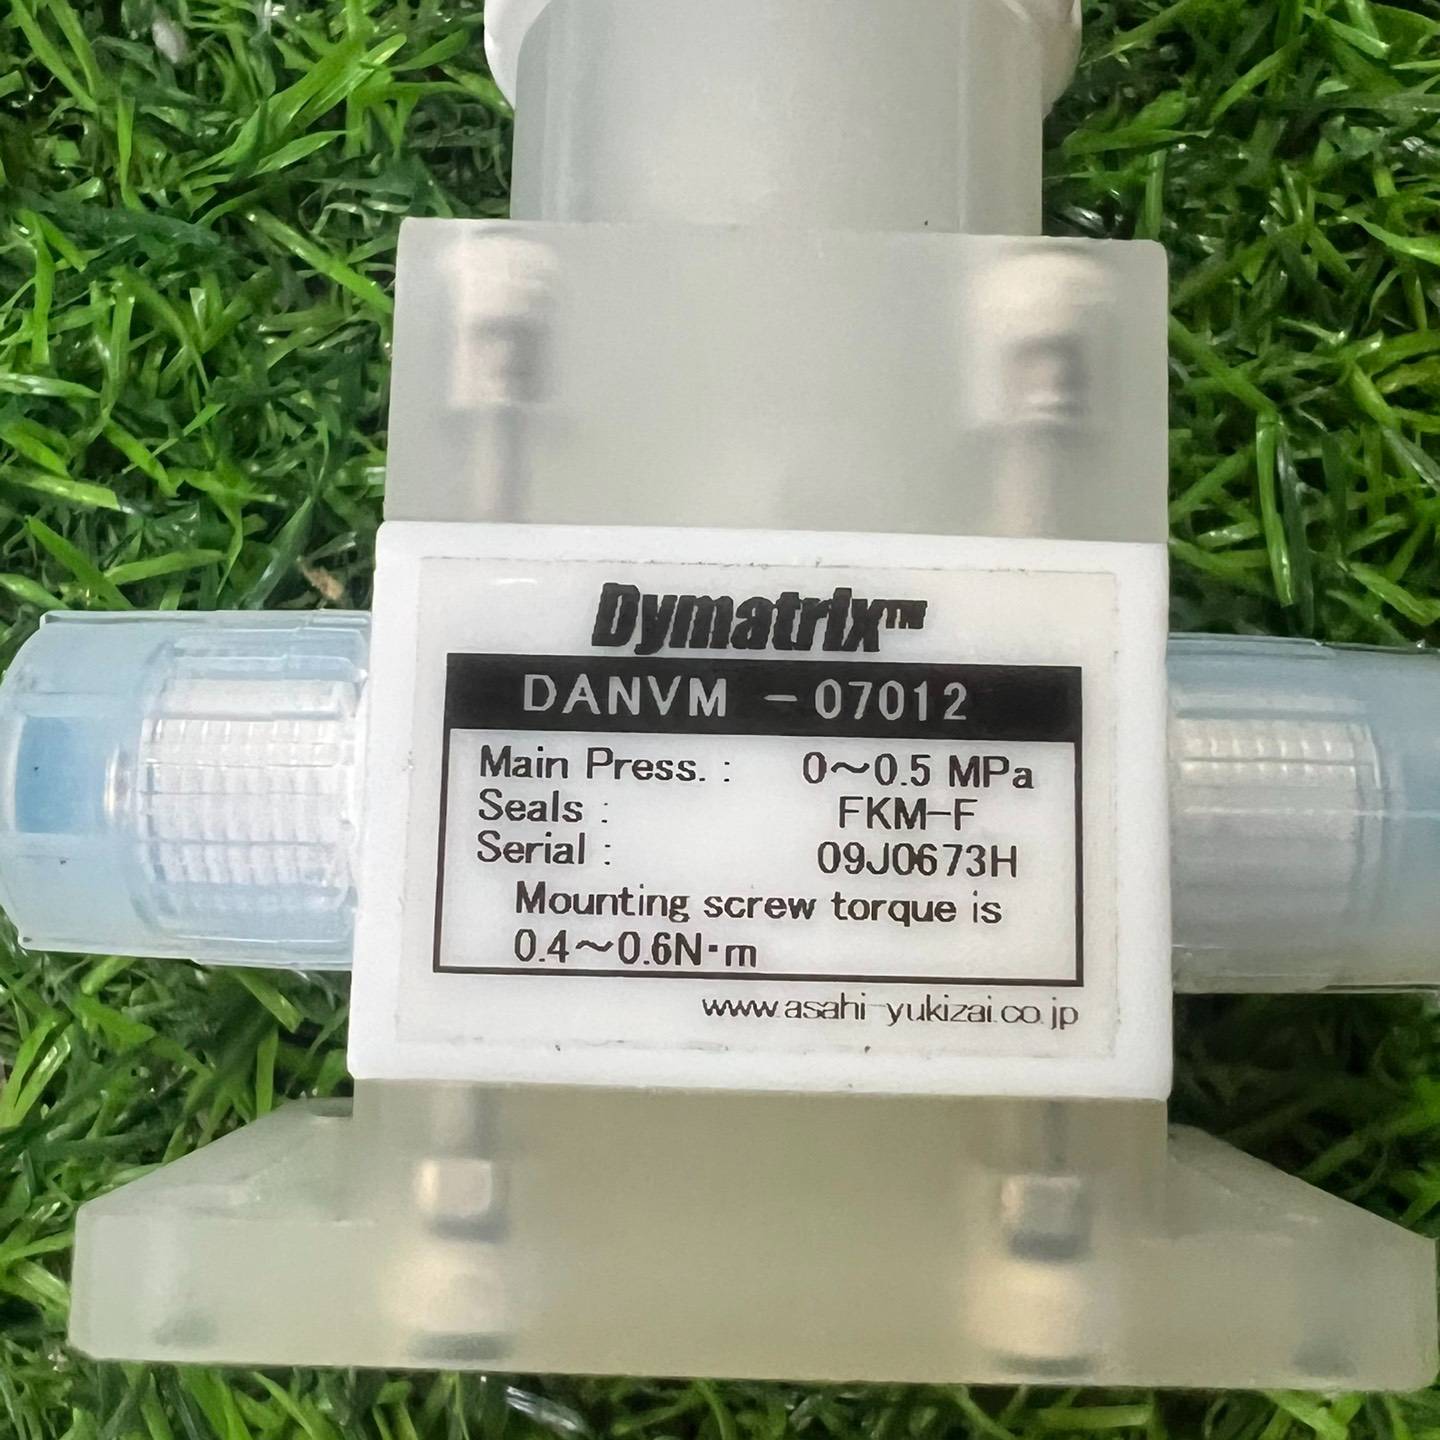 Dymatrix™
DANVM -07012
Main Press. : 0～0.5 MPa
Seals : FKM-F
Serial : 09J0673H
Mounting screw torque is
0.4～0.6N･m
www.asahi-yukizai.co.jp